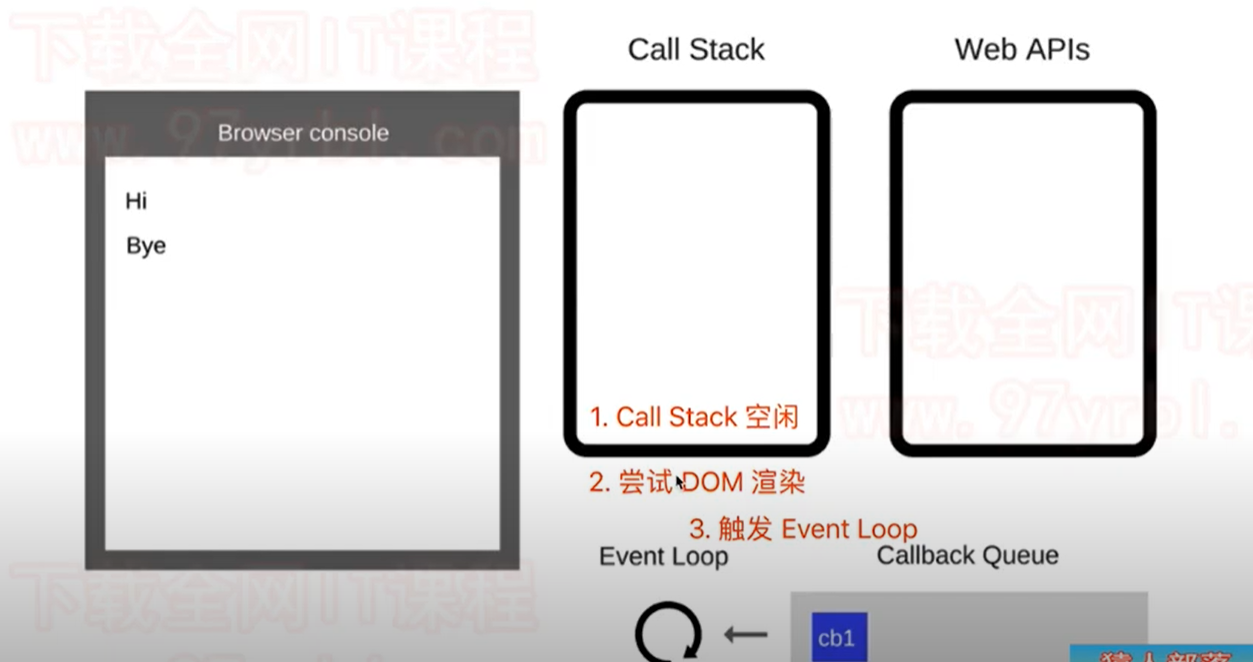 下载全网IT课程
www.97yrbl.com
Call Stack
Web APIs
Browser console
Hi
Bye
下载全网IT课
www.97yrbl.
1. Call Stack 空闲
2. 尝试 DOM 渲染
3. 触发 Event Loop
Event Loop
Callback Queue
下载全网IT课程
cb1